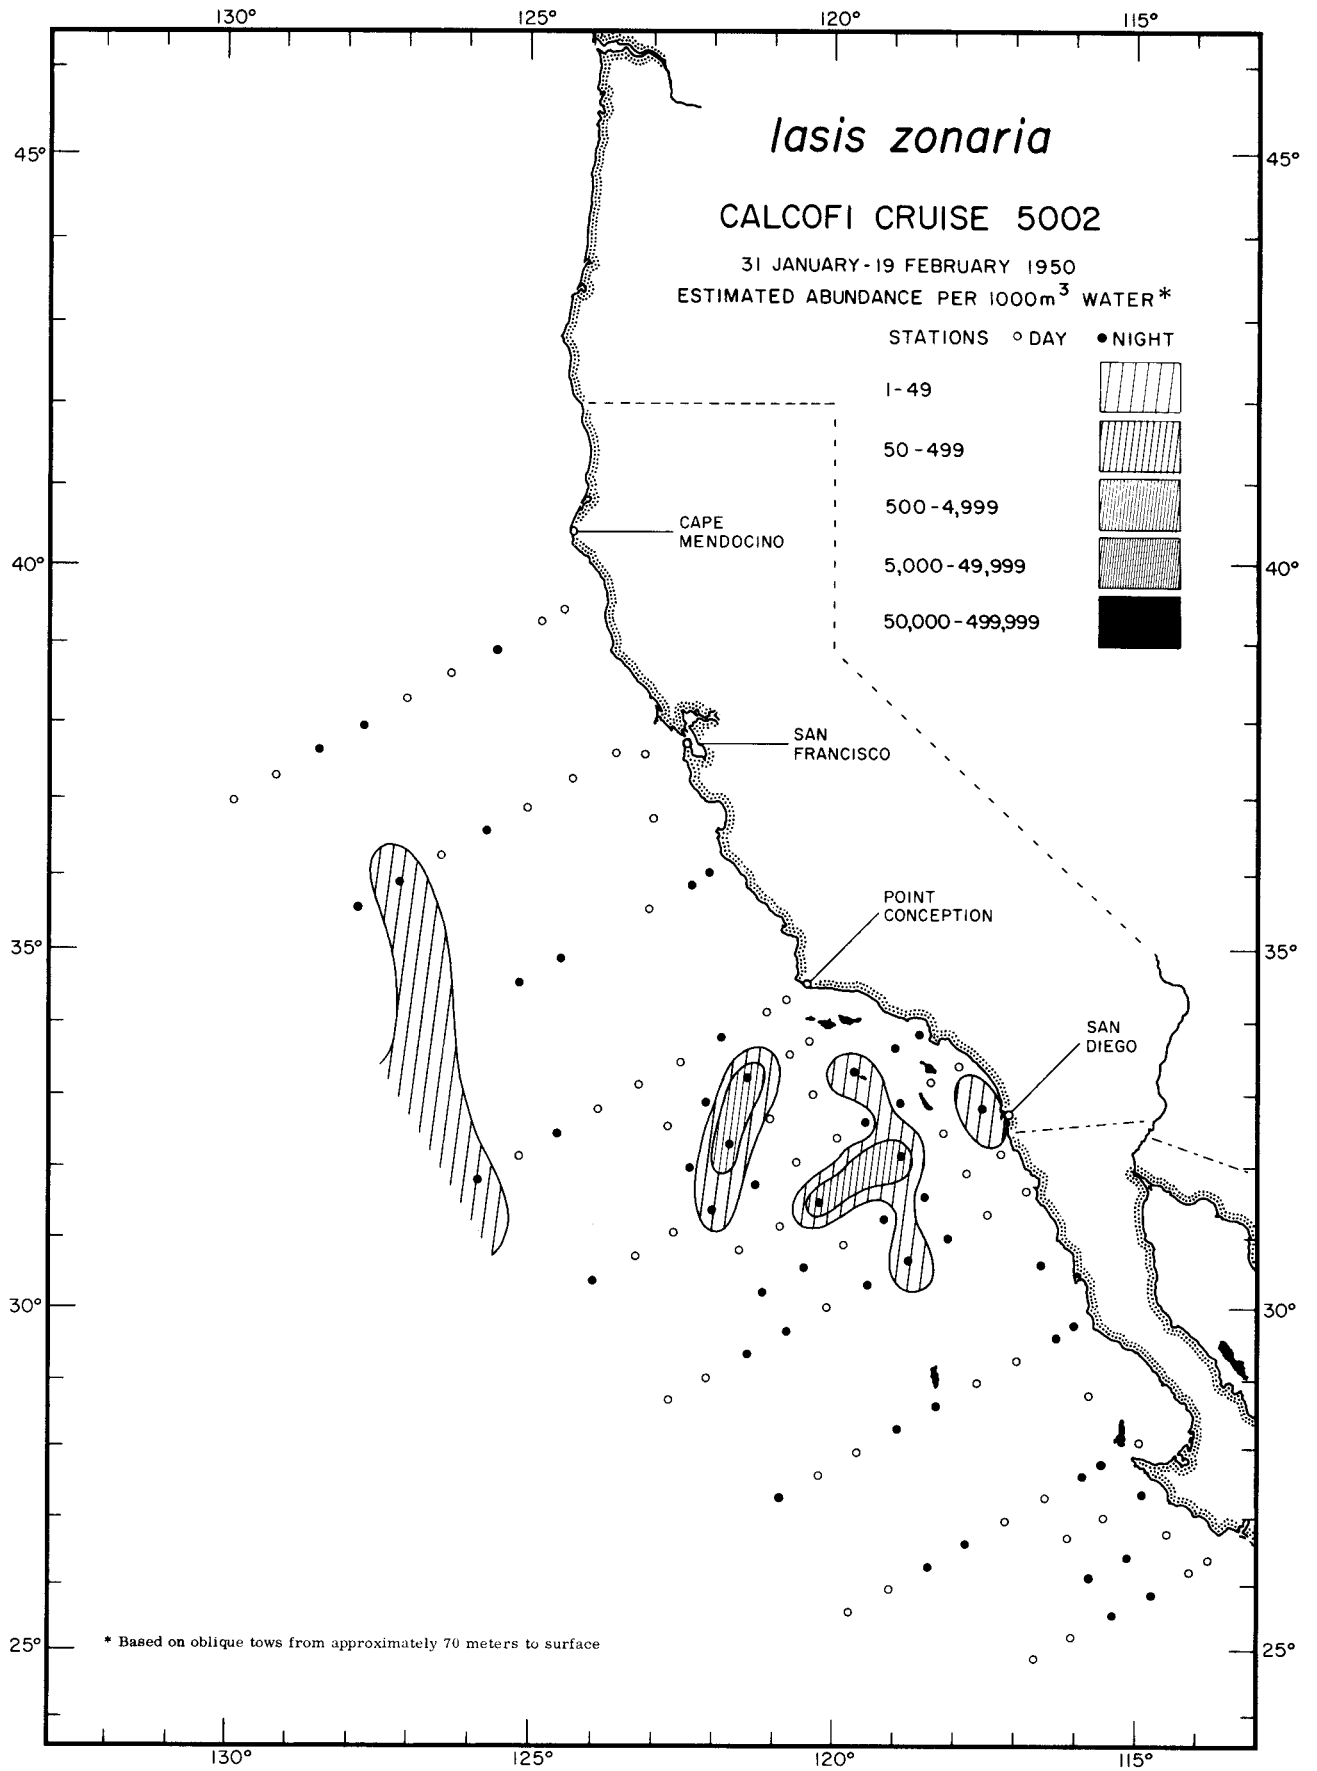 130° 125° 120° 115°
Iasis zonaria
45° 45°
CALCOFI CRUISE 5002
31 JANUARY-19 FEBRUARY 1950
ESTIMATED ABUNDANCE PER 1000m³ WATER*
STATIONS ○ DAY ● NIGHT
1-49
50-499
500-4,999
5,000-49,999
50,000-499,999
CAPE
MENDOCINO
40° 40°
SAN
FRANCISCO
POINT
CONCEPTION
35° 35°
SAN
DIEGO
30° 30°
25° 25°
* Based on oblique tows from approximately 70 meters to surface
130° 125° 120° 115°